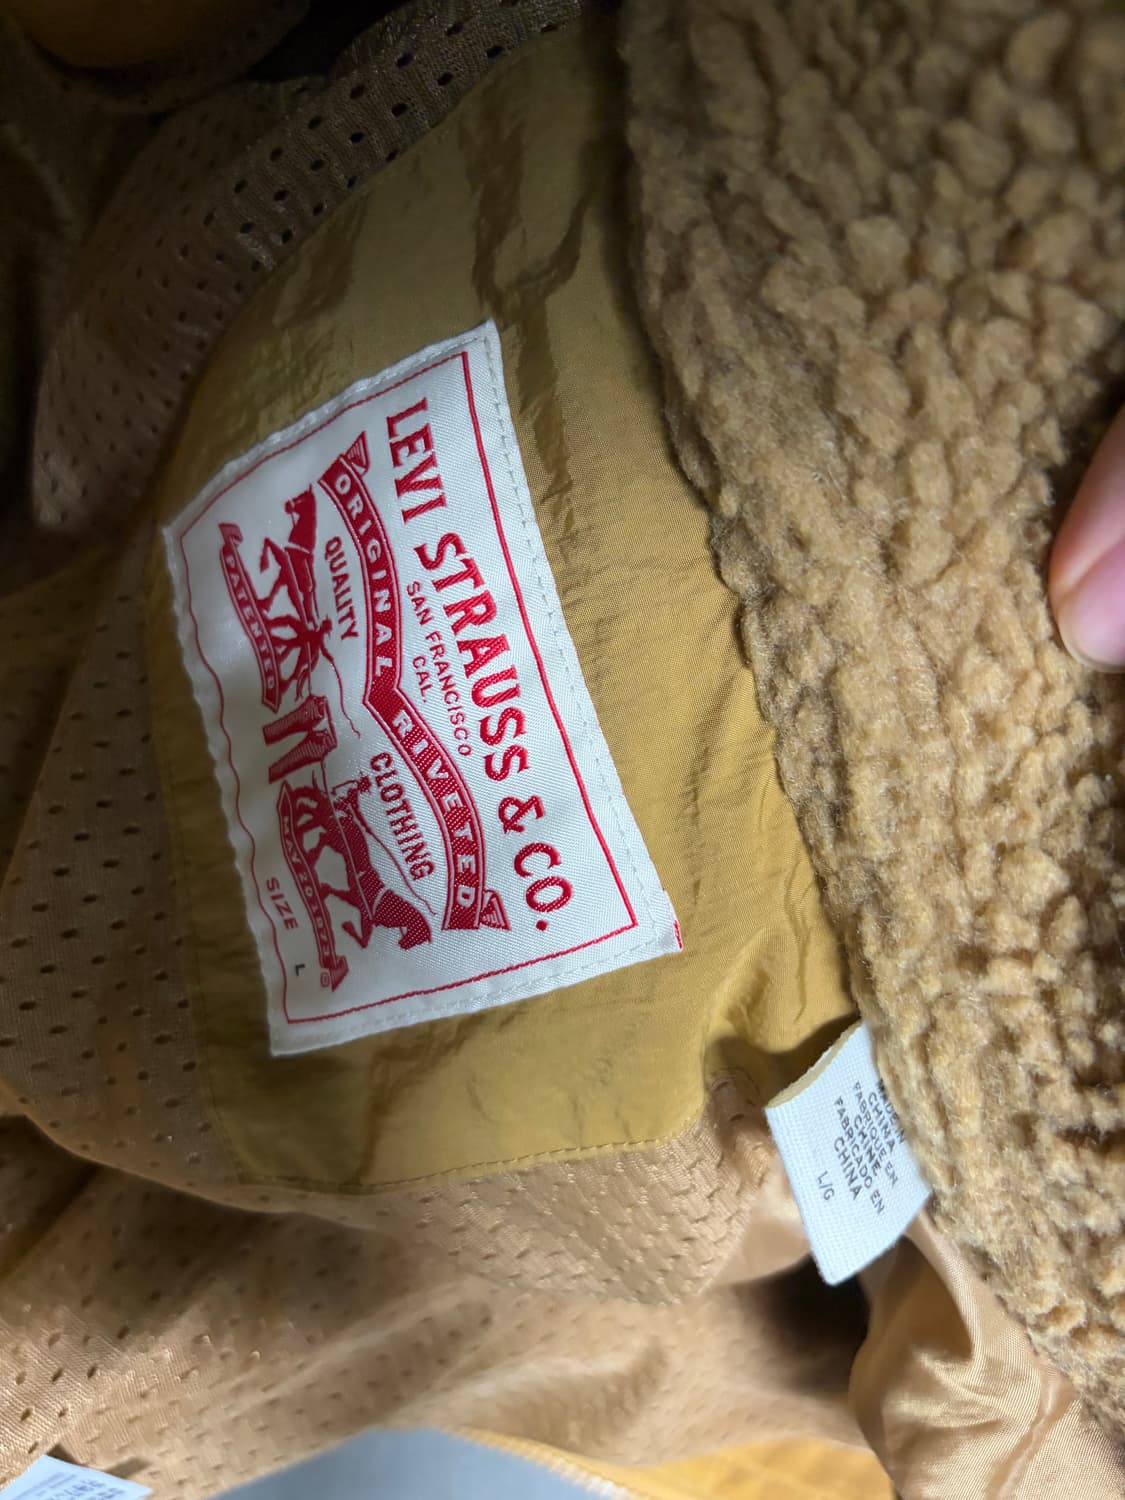 LEVI STRAUSS & CO.
SAN FRANCISCO
CAL.
ORIGINAL RIVETED
QUALITY CLOTHING
PATENTED
MAY 20 1873
®
SIZE L
MADE IN
CHINA
FABRIQUE EN
CHINE
FABRICADO EN
CHINA
L/G